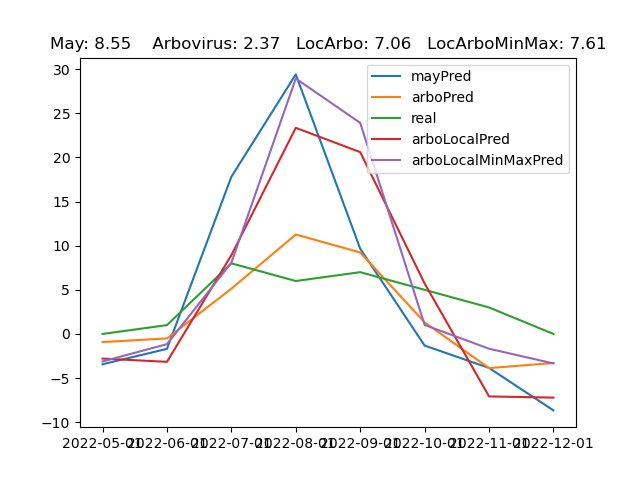 May: 8.55 Arbovirus: 2.37 LocArbo: 7.06 LocArboMinMax: 7.61
30
25
20
15
10
5
0
−5
−10
mayPred
arboPred
real
arboLocalPred
arboLocalMinMaxPred
2022-05-01 2022-06-01 2022-07-01 2022-08-01 2022-09-01 2022-10-01 2022-11-01 2022-12-01